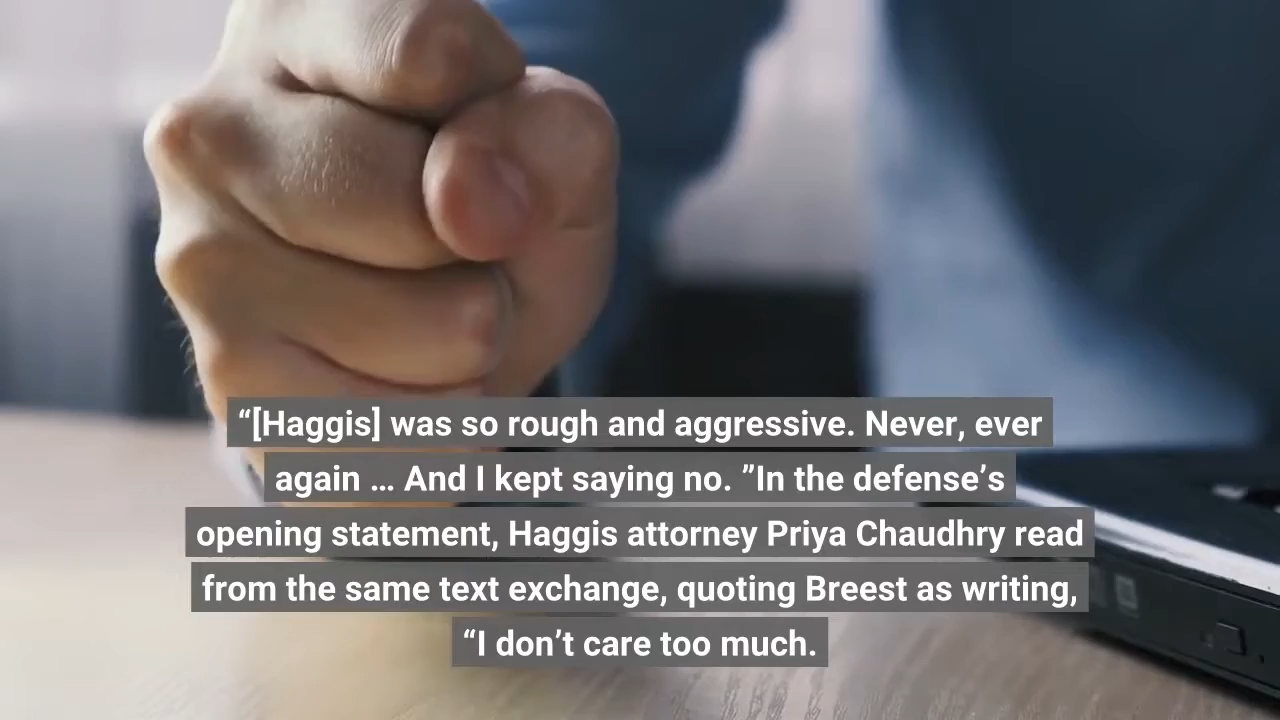 “[Haggis] was so rough and aggressive. Never, ever
again … And I kept saying no. ”In the defense’s
opening statement, Haggis attorney Priya Chaudhry read
from the same text exchange, quoting Breest as writing,
“I don’t care too much.